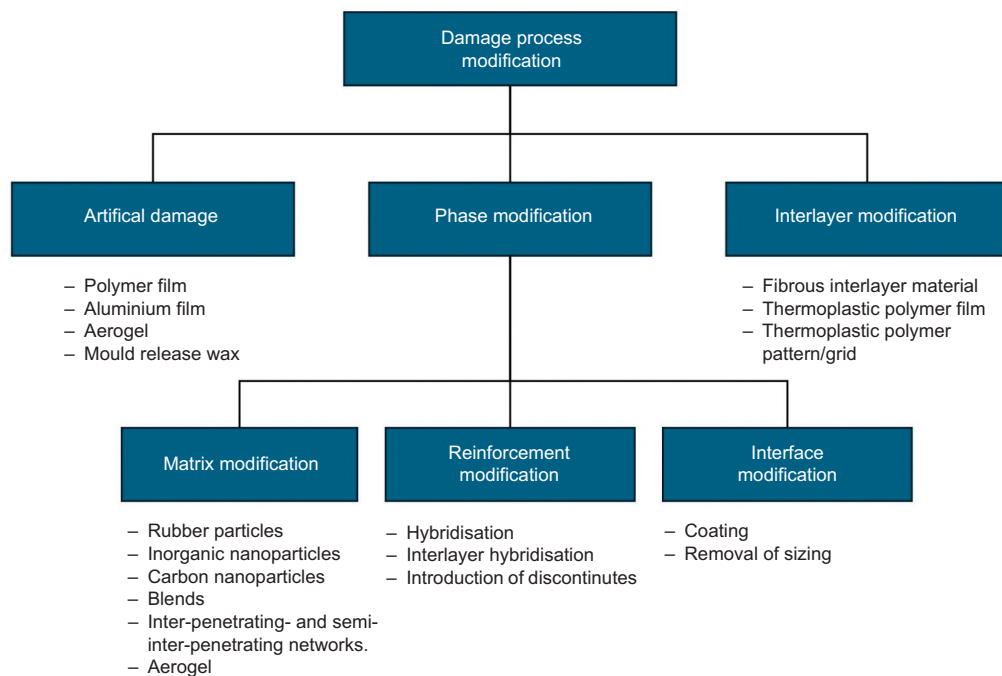 Damage process
modification
Artifical damage
Phase modification
Interlayer modification
– Polymer film
– Aluminium film
– Aerogel
– Mould release wax
– Fibrous interlayer material
– Thermoplastic polymer film
– Thermoplastic polymer
pattern/grid
Matrix modification
Reinforcement
modification
Interface
modification
– Rubber particles
– Inorganic nanoparticles
– Carbon nanoparticles
– Blends
– Inter-penetrating- and semi-
inter-penetrating networks.
– Aerogel
– Hybridisation
– Interlayer hybridisation
– Introduction of discontinutes
– Coating
– Removal of sizing